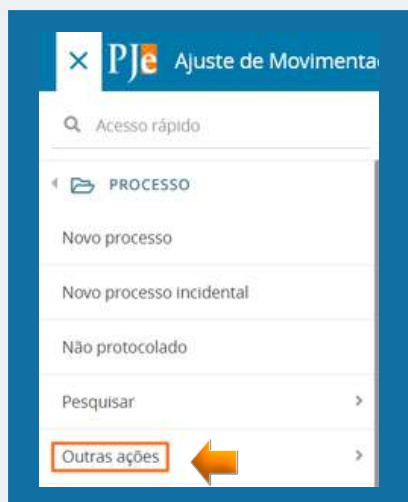 PJe Ajuste de Movimenta
Acesso rápido
PROCESSO
Novo processo
Novo processo incidental
Não protocolado
Pesquisar
Outras ações